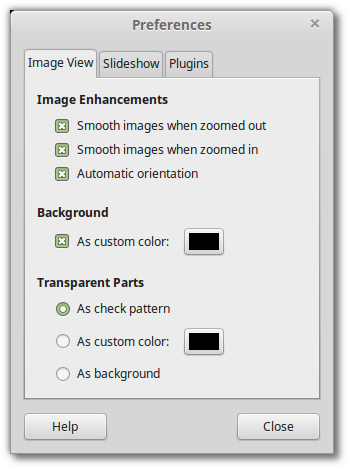 Preferences
Image View Slideshow Plugins
Image Enhancements
Smooth images when zoomed out
Smooth images when zoomed in
Automatic orientation
Background
As custom color:
Transparent Parts
As check pattern
As custom color:
As background
Help Close